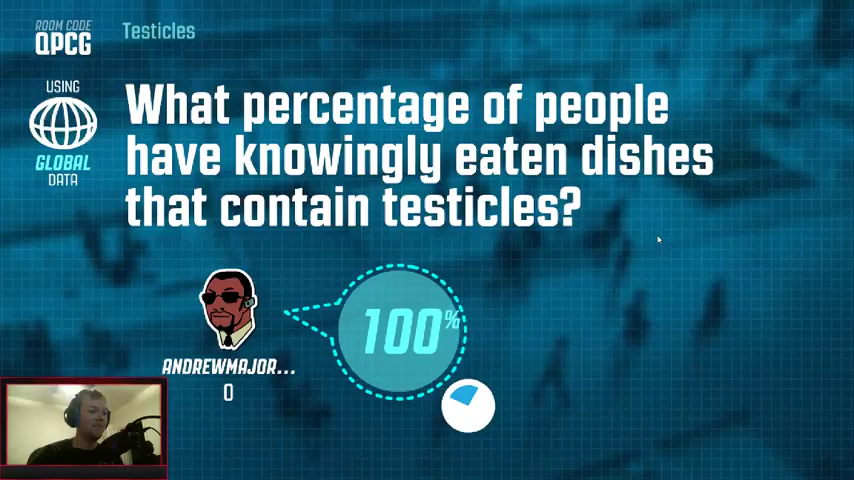 ROOM CODE
QPCG
Testicles
USING
GLOBAL
DATA
What percentage of people
have knowingly eaten dishes
that contain testicles?
100%
ANDREWMAJOR...
0